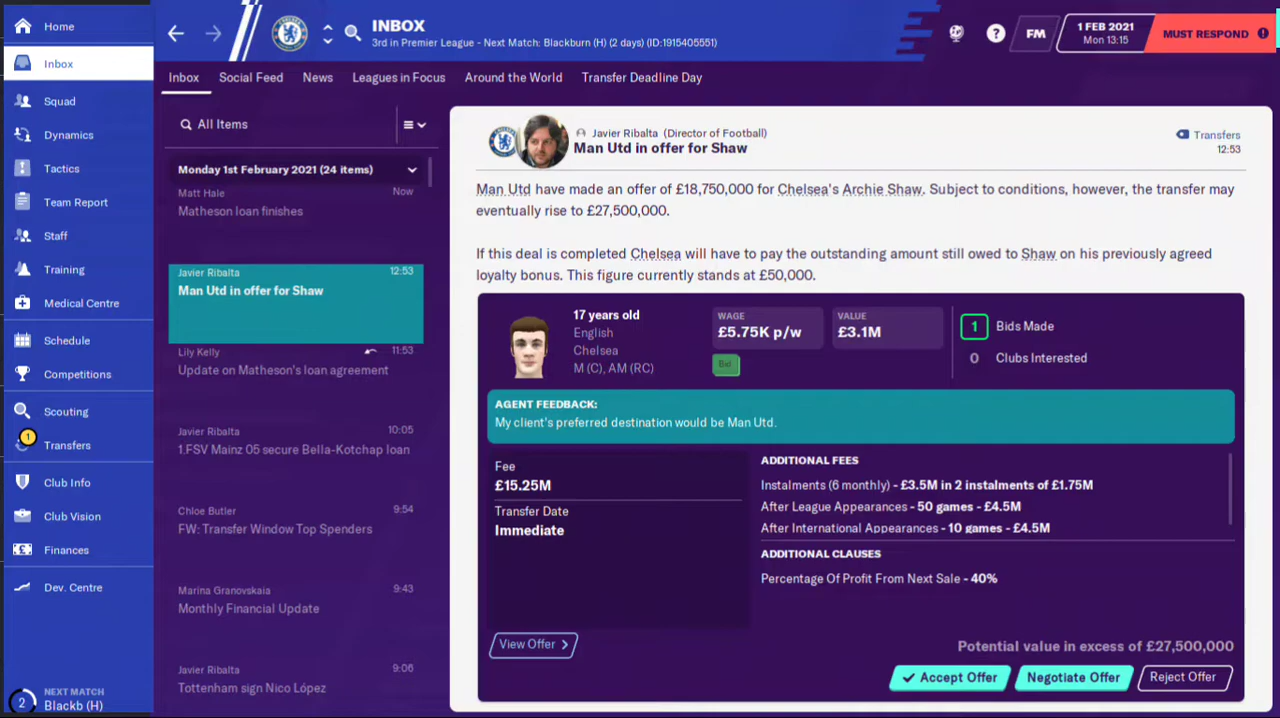 Home
Inbox
Squad
Dynamics
Tactics
Team Report
Staff
Training
Medical Centre
Schedule
Competitions
Scouting
1
Transfers
Club Info
Club Vision
Finances
Dev. Centre
2
NEXT MATCH
Blackb (H)
INBOX
3rd in Premier League - Next Match: Blackburn (H) (2 days) (ID:1915405551)
?
FM
1 FEB 2021
Mon 13:15
MUST RESPOND
Inbox Social Feed News Leagues in Focus Around the World Transfer Deadline Day
All Items
Monday 1st February 2021 (24 items)
Matt Hale Now
Matheson loan finishes
Javier Ribalta 12:53
Man Utd in offer for Shaw
Lily Kelly 11:53
Update on Matheson's loan agreement
Javier Ribalta 10:05
1.FSV Mainz 05 secure Bella-Kotchap loan
Chloe Butler 9:54
FW: Transfer Window Top Spenders
Marina Granovskaia 9:43
Monthly Financial Update
Javier Ribalta 9:06
Tottenham sign Nico López
Javier Ribalta (Director of Football)
Man Utd in offer for Shaw
Transfers
12:53
Man Utd have made an offer of £18,750,000 for Chelsea's Archie Shaw. Subject to conditions, however, the transfer may
eventually rise to £27,500,000.
If this deal is completed Chelsea will have to pay the outstanding amount still owed to Shaw on his previously agreed
loyalty bonus. This figure currently stands at £50,000.
17 years old
English
Chelsea
M (C), AM (RC)
WAGE
£5.75K p/w
VALUE
£3.1M
Bid
1 Bids Made
0 Clubs Interested
AGENT FEEDBACK:
My client's preferred destination would be Man Utd.
Fee
£15.25M
Transfer Date
Immediate
ADDITIONAL FEES
Instalments (6 monthly) - £3.5M in 2 instalments of £1.75M
After League Appearances - 50 games - £4.5M
After International Appearances - 10 games - £4.5M
ADDITIONAL CLAUSES
Percentage Of Profit From Next Sale - 40%
View Offer
Potential value in excess of £27,500,000
Accept Offer
Negotiate Offer
Reject Offer